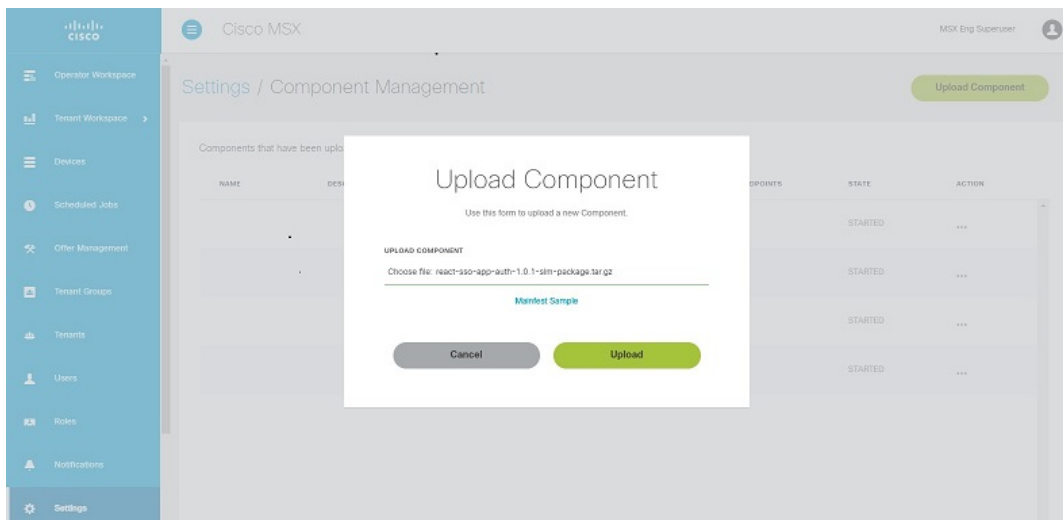 CISCO
Cisco MSX
MSX Eng Superuser
Operator Workspace
Tenant Workspace
Devices
Scheduled Jobs
Offer Management
Tenant Groups
Tenants
Users
Roles
Notifications
Settings
Settings / Component Management
Upload Component
Components that have been uplo
NAME DESC OPOINTS STATE ACTION
STARTED ...
STARTED ...
STARTED ...
STARTED ...
Upload Component
Use this form to upload a new Component.
UPLOAD COMPONENT
Choose file: react-sso-app-auth-1.0.1-slm-package.tar.gz
Mainfest Sample
Cancel Upload